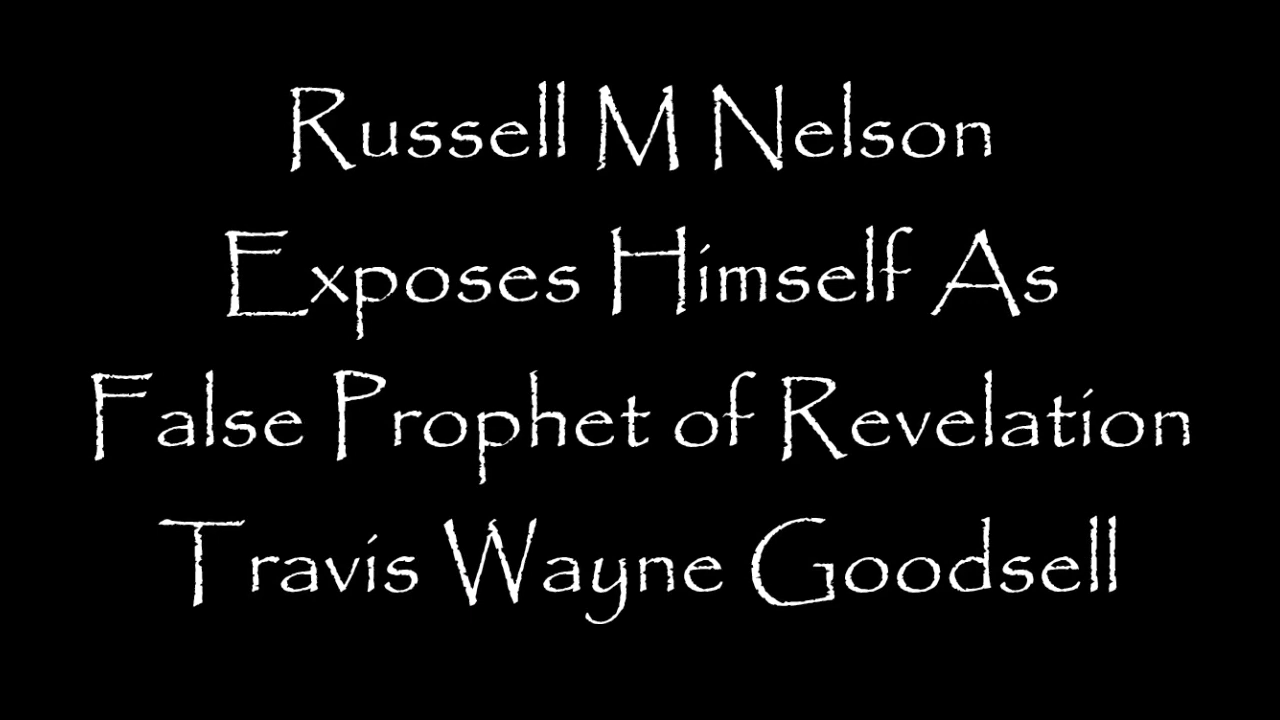 Russell M Nelson
Exposes Himself As
False Prophet of Revelation
Travis Wayne Goodsell